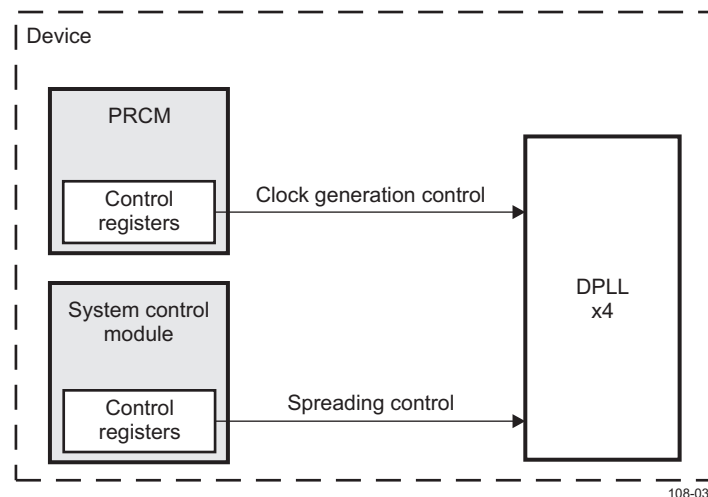 Device
PRCM
Control
registers
Clock generation control
System control
module
Control
registers
Spreading control
DPLL
x4
108-03